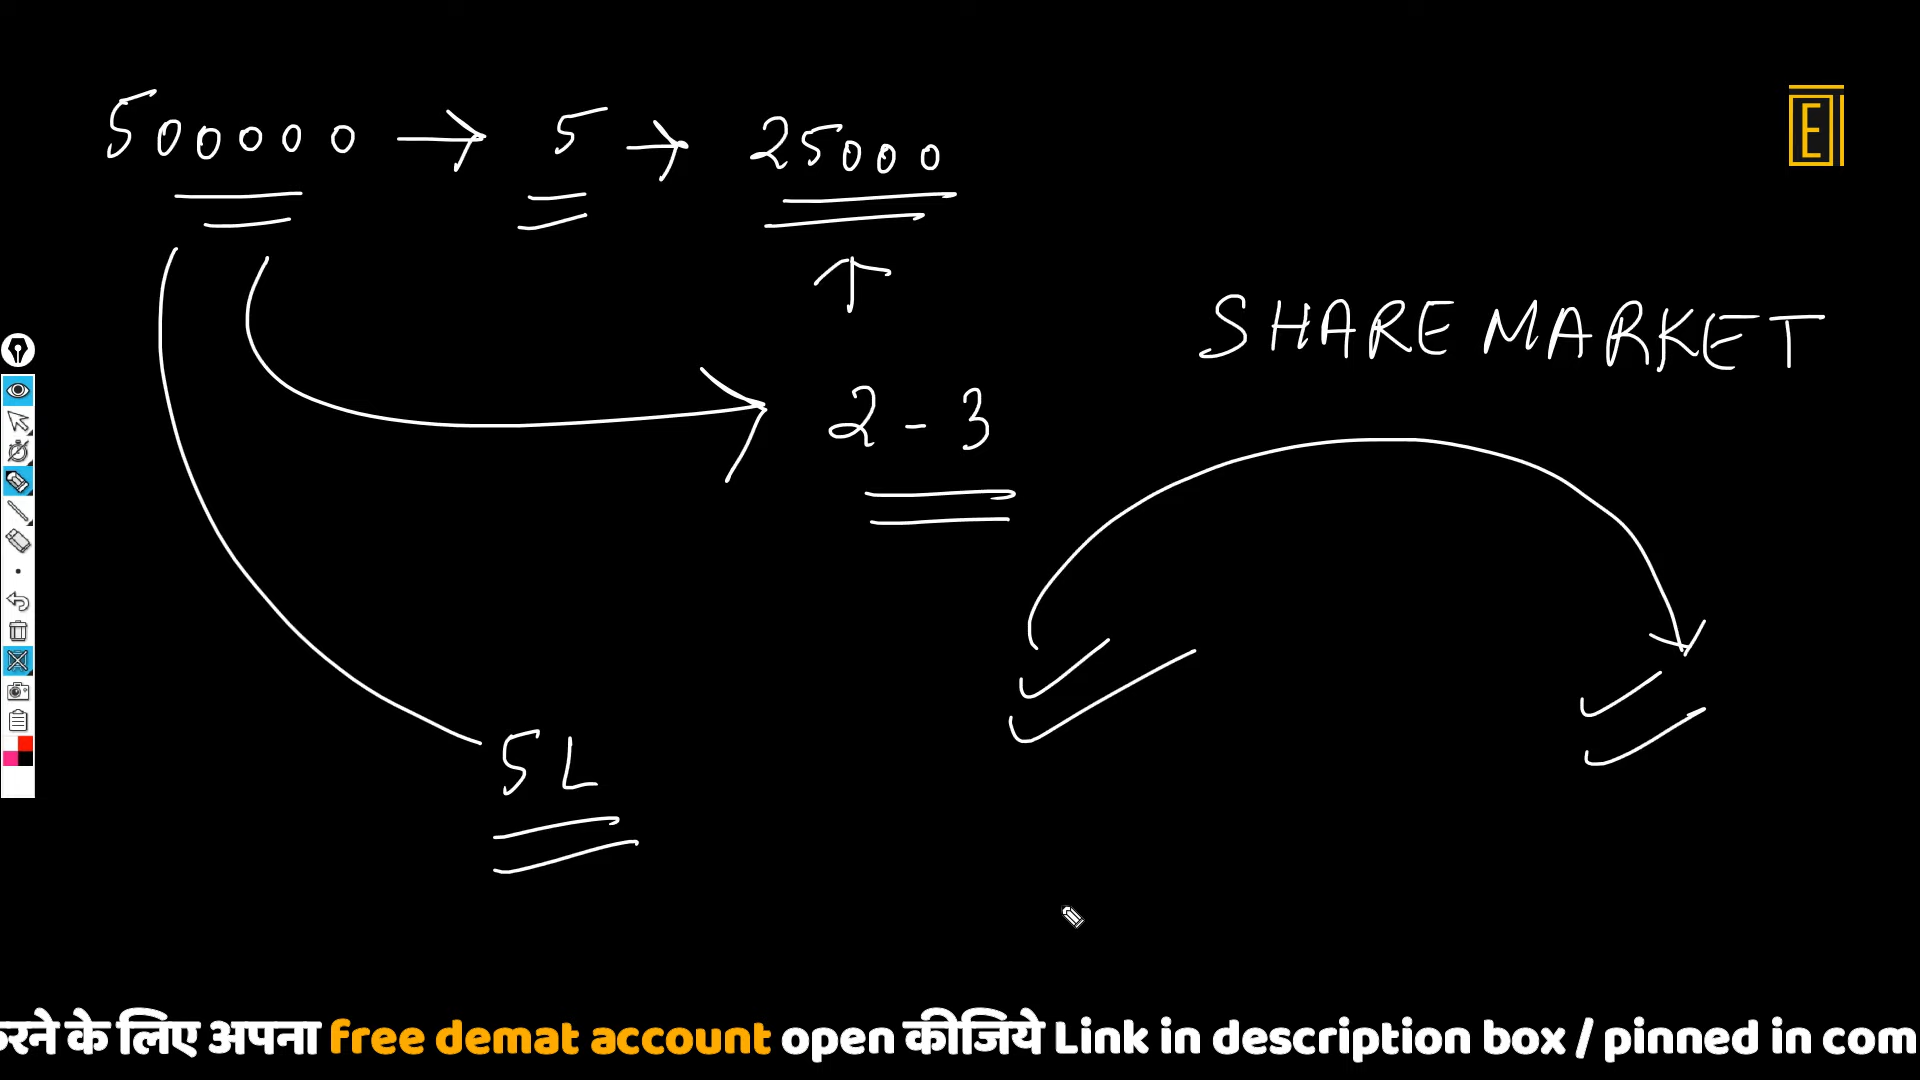 500000 → 5 → 25000
E
SHARE MARKET
2 - 3
5L
करने के लिए अपना free demat account open कीजिये Link in description box / pinned in com